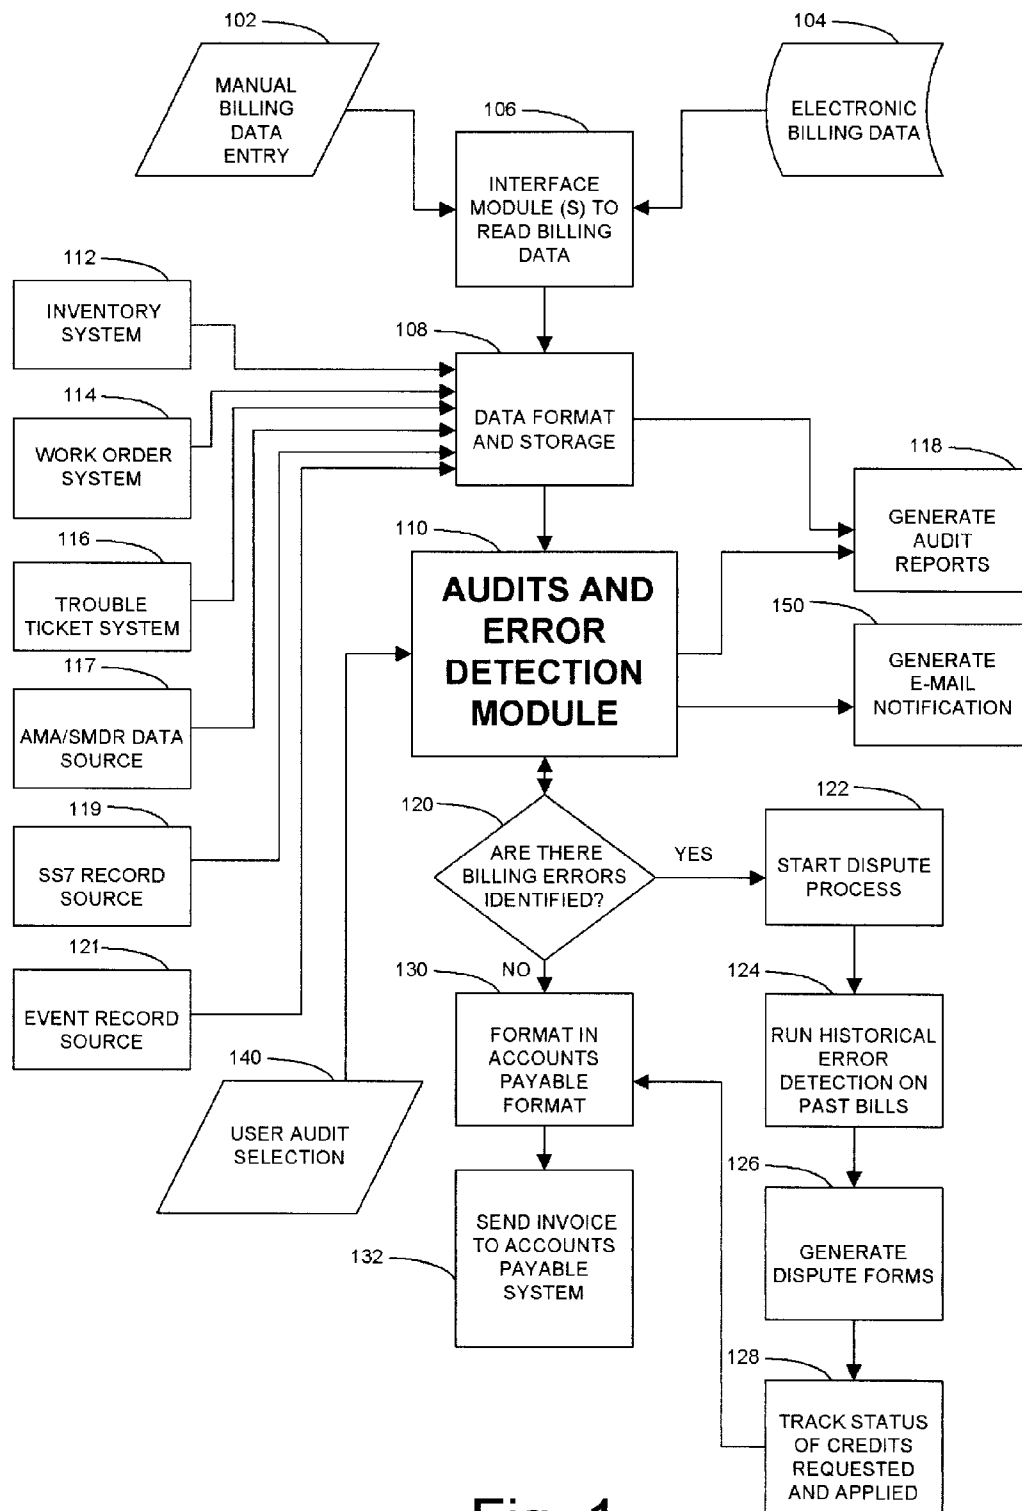 102
104
MANUAL
BILLING
DATA
ENTRY
106
ELECTRONIC
BILLING DATA
INTERFACE
MODULE (S) TO
READ BILLING
DATA
112
INVENTORY
SYSTEM
108
DATA FORMAT
AND STORAGE
114
WORK ORDER
SYSTEM
118
GENERATE
AUDIT
REPORTS
116
TROUBLE
TICKET SYSTEM
110
AUDITS AND
ERROR
DETECTION
MODULE
150
GENERATE
E-MAIL
NOTIFICATION
117
AMA/SMDR DATA
SOURCE
120
ARE THERE
BILLING ERRORS
IDENTIFIED?
YES
122
START DISPUTE
PROCESS
119
SS7 RECORD
SOURCE
NO
121
EVENT RECORD
SOURCE
130
FORMAT IN
ACCOUNTS
PAYABLE
FORMAT
124
RUN HISTORICAL
ERROR
DETECTION ON
PAST BILLS
140
USER AUDIT
SELECTION
132
SEND INVOICE
TO ACCOUNTS
PAYABLE
SYSTEM
126
GENERATE
DISPUTE FORMS
128
TRACK STATUS
OF CREDITS
REQUESTED
AND APPLIED
Fig. 1